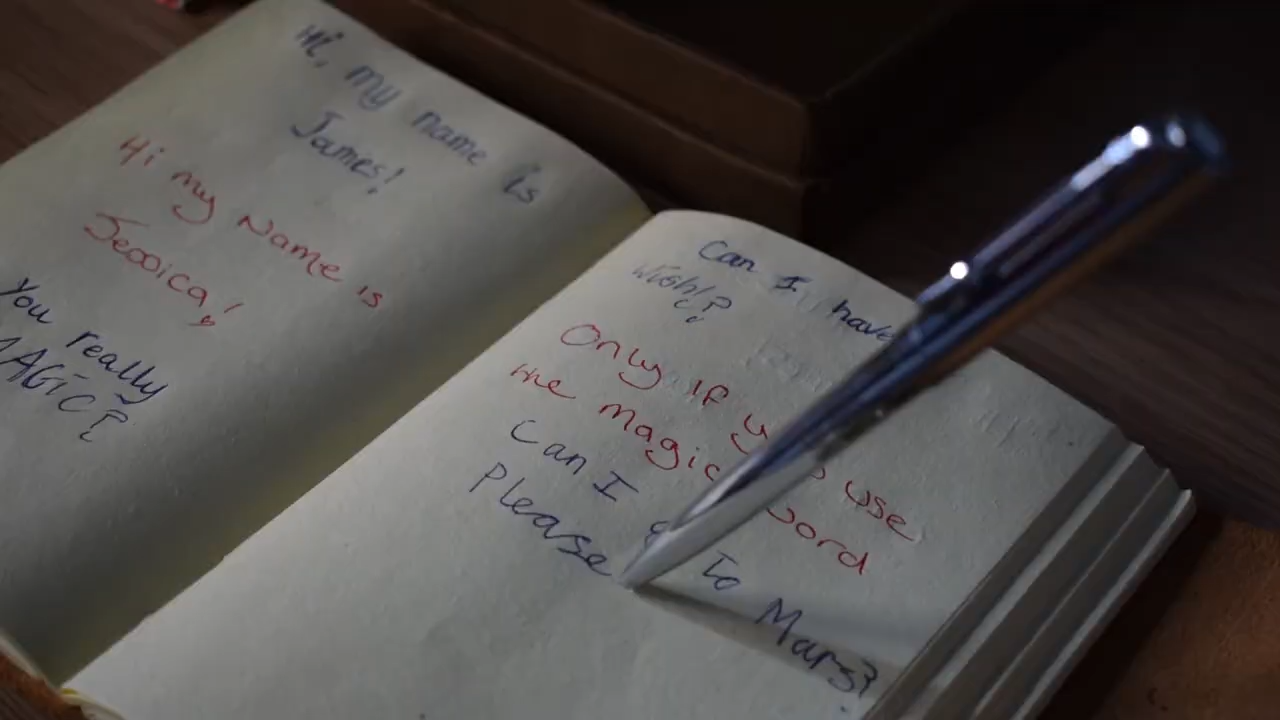 Hi, my name is
James!
Hi my Name is
Jessica!
You really
MAGIC?
Can I have
Wish!?
Only if you use
the magic word
Can I go To Mars?
Please